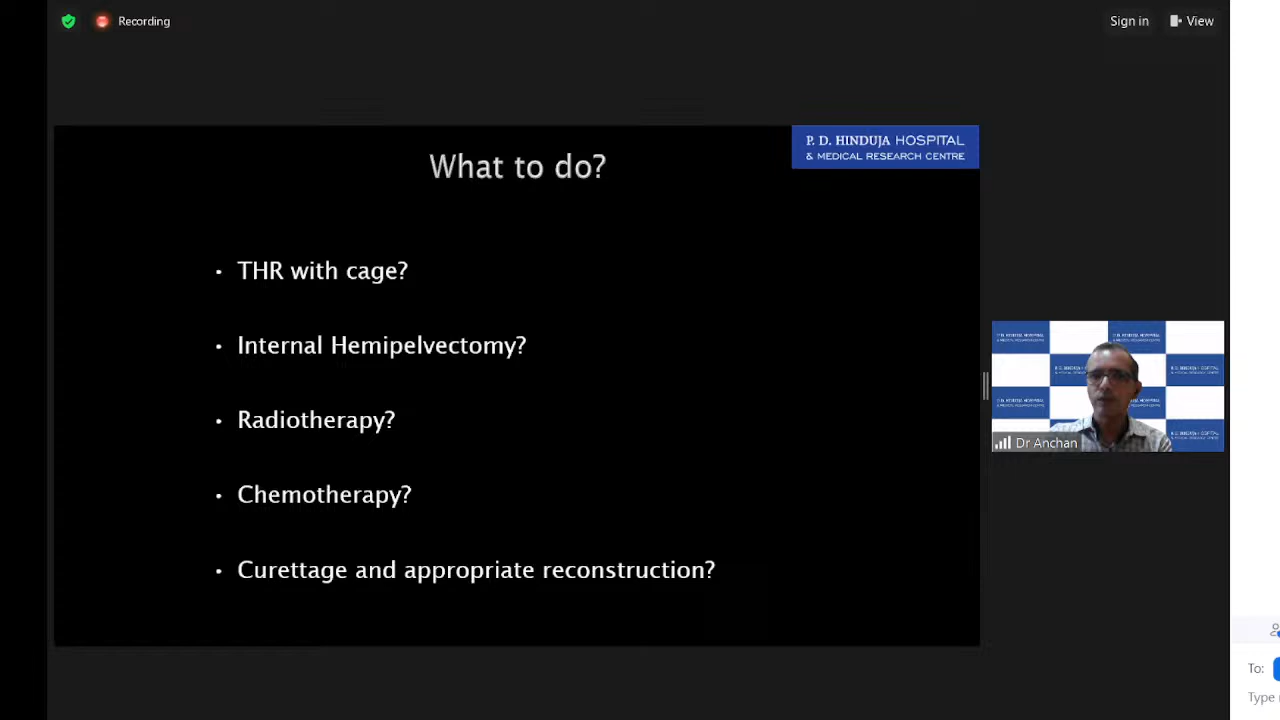 Recording
Sign in
View
P. D. HINDUJA HOSPITAL
& MEDICAL RESEARCH CENTRE
What to do?
• THR with cage?
• Internal Hemipelvectomy?
• Radiotherapy?
• Chemotherapy?
• Curettage and appropriate reconstruction?
Dr Anchan
To:
Type